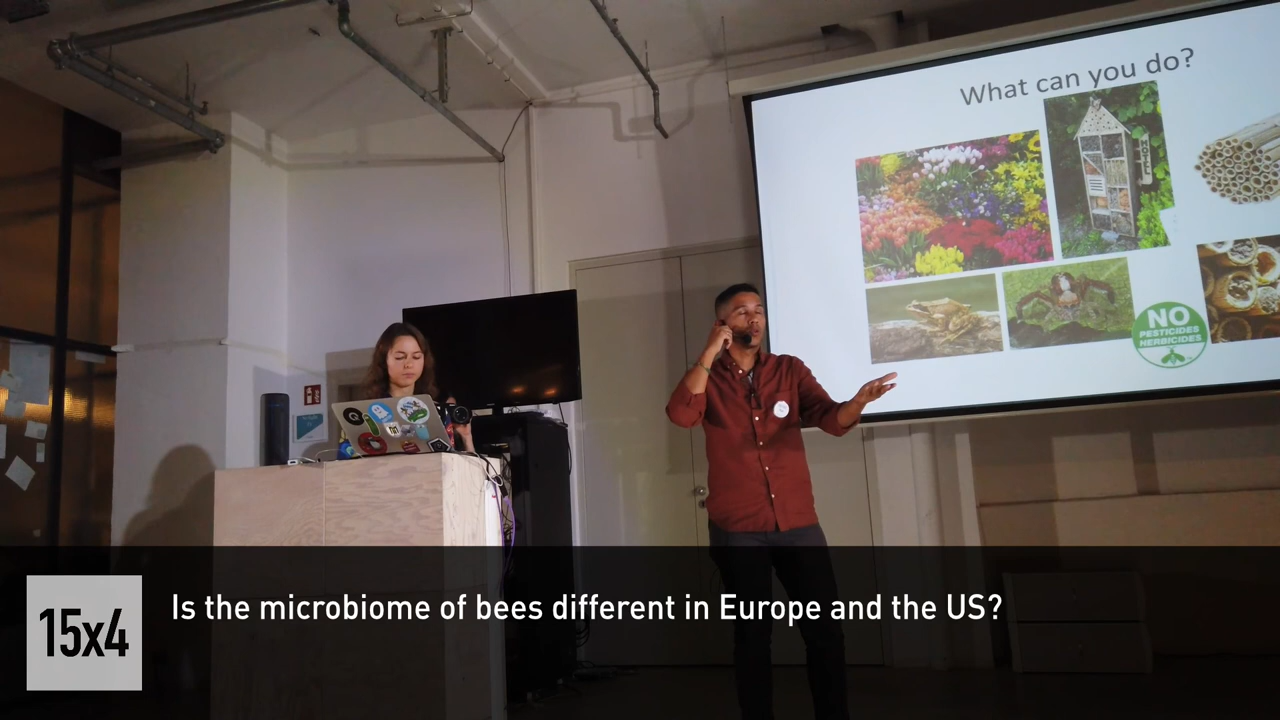 What can you do?
HOTEL
NO
PESTICIDES
HERBICIDES
15x4
Is the microbiome of bees different in Europe and the US?